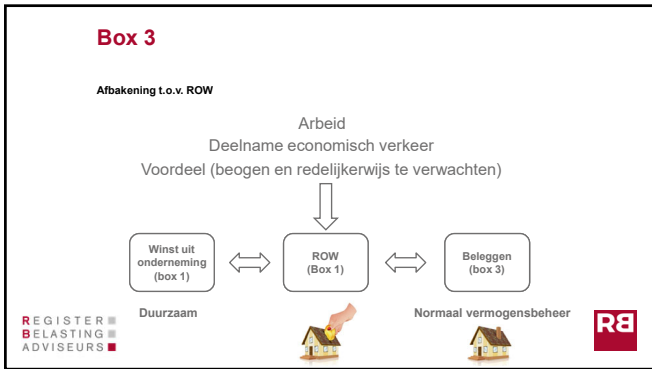 Box 3
Afbakening t.o.v. ROW
Arbeid
Deelname economisch verkeer
Voordeel (beogen en redelijkerwijs te verwachten)
Winst uit
onderneming
(box 1)
ROW
(Box 1)
Beleggen
(box 3)
Duurzaam
Normaal vermogensbeheer
REGISTER
BELASTING
ADVISEURS
RB